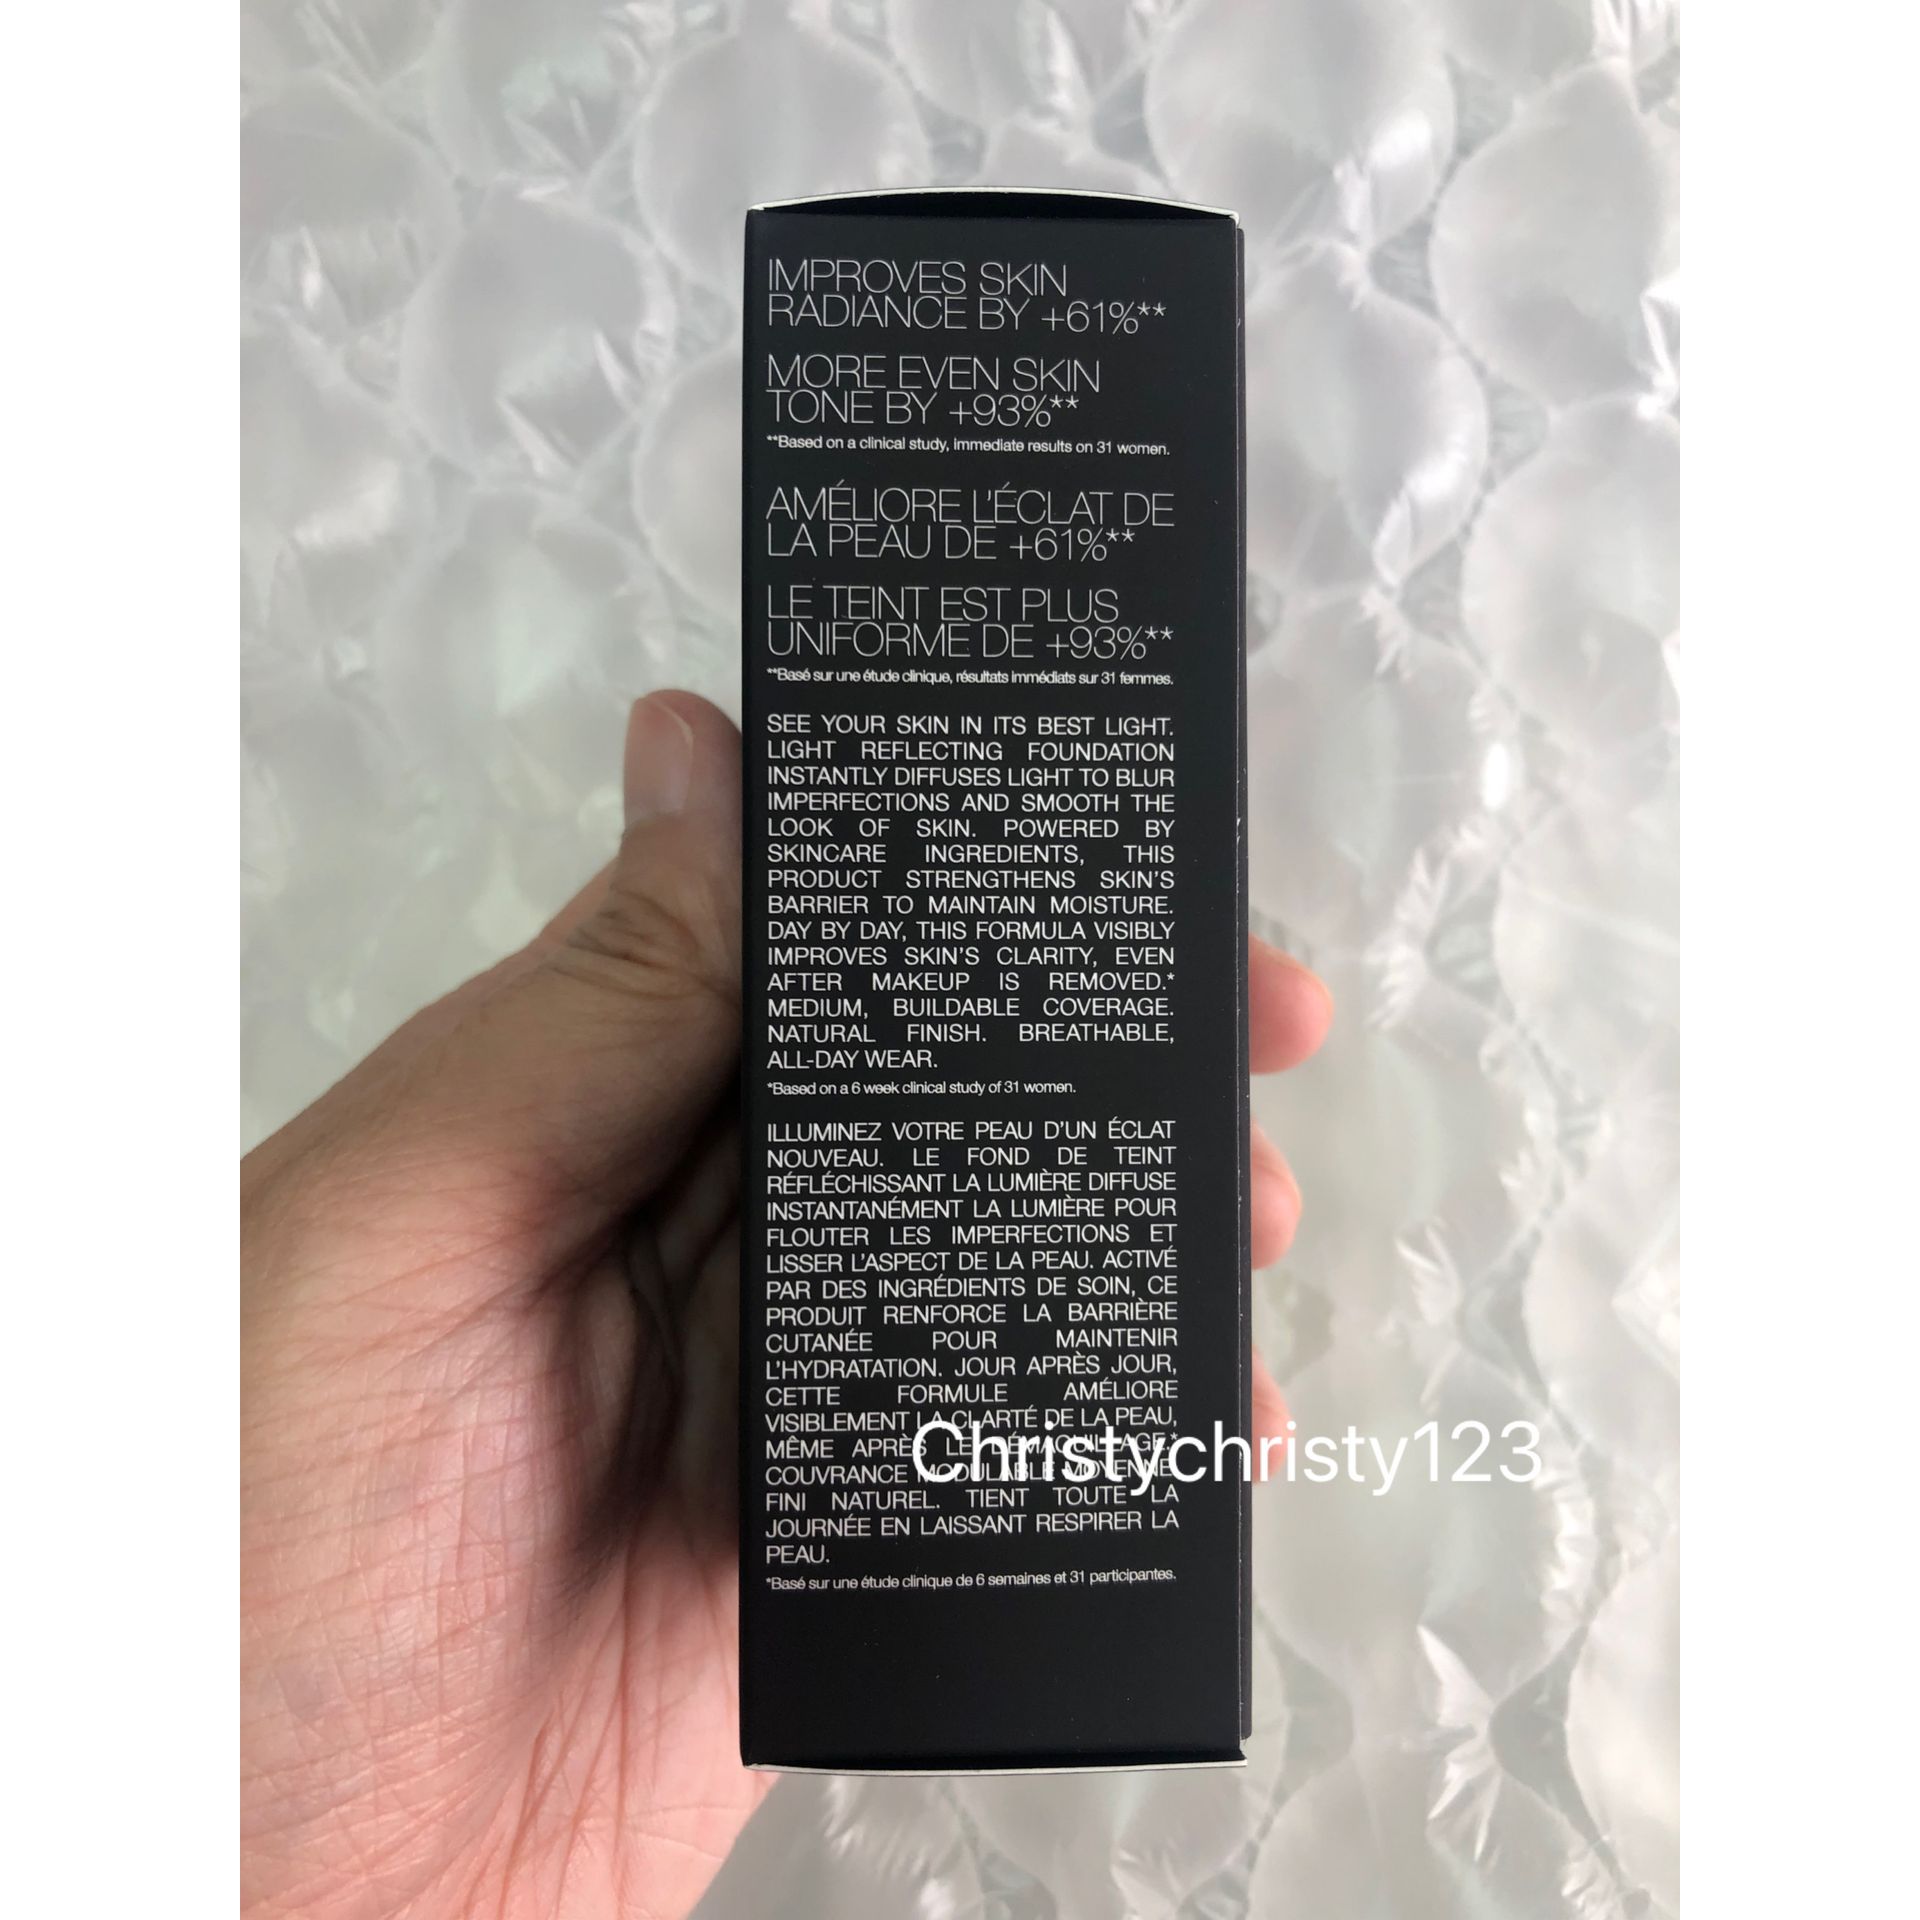 IMPROVES SKIN
RADIANCE BY +61%**
MORE EVEN SKIN
TONE BY +93%**
**Based on a clinical study, immediate results on 31 women.
AMÉLIORE L'ÉCLAT DE
LA PEAU DE +61%**
LE TEINT EST PLUS
UNIFORME DE +93%**
**Basé sur une étude clinique, résultats immédiats sur 31 femmes.
SEE YOUR SKIN IN ITS BEST LIGHT.
LIGHT REFLECTING FOUNDATION
INSTANTLY DIFFUSES LIGHT TO BLUR
IMPERFECTIONS AND SMOOTH THE
LOOK OF SKIN. POWERED BY
SKINCARE INGREDIENTS, THIS
PRODUCT STRENGTHENS SKIN'S
BARRIER TO MAINTAIN MOISTURE.
DAY BY DAY, THIS FORMULA VISIBLY
IMPROVES SKIN'S CLARITY, EVEN
AFTER MAKEUP IS REMOVED.*
MEDIUM, BUILDABLE COVERAGE.
NATURAL FINISH. BREATHABLE,
ALL-DAY WEAR.
*Based on a 6 week clinical study of 31 women.
ILLUMINEZ VOTRE PEAU D'UN ÉCLAT
NOUVEAU. LE FOND DE TEINT
RÉFLÉCHISSANT LA LUMIÈRE DIFFUSE
INSTANTANÉMENT LA LUMIÈRE POUR
FLOUTER LES IMPERFECTIONS ET
LISSER L'ASPECT DE LA PEAU. ACTIVÉ
PAR DES INGRÉDIENTS DE SOIN, CE
PRODUIT RENFORCE LA BARRIÈRE
CUTANÉE POUR MAINTENIR
L'HYDRATATION. JOUR APRÈS JOUR,
CETTE FORMULE AMÉLIORE
VISIBLEMENT LA CLARTÉ DE LA PEAU,
MÊME APRÈS LE DÉMAQUILLAGE.*
COUVRANCE MODULABLE MOYENNE.
FINI NATUREL. TIENT TOUTE LA
JOURNÉE EN LAISSANT RESPIRER LA
PEAU.
*Basé sur une étude clinique de 6 semaines et 31 participantes.
Christychristy123